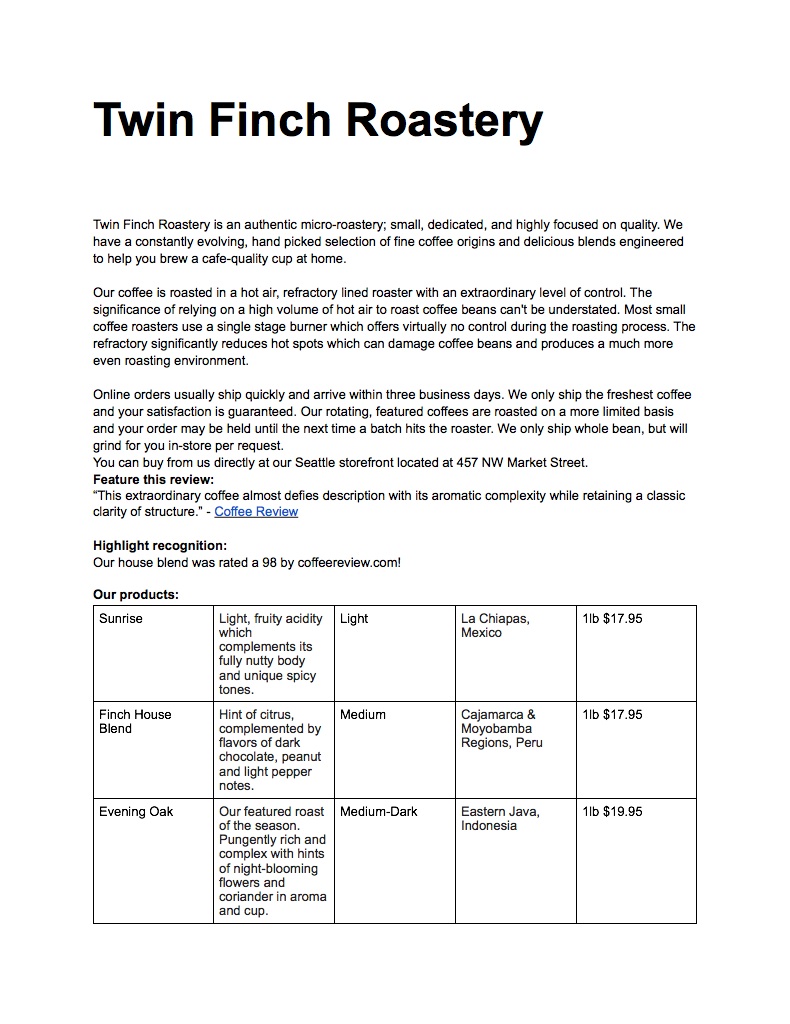 Twin Finch Roastery
Twin Finch Roastery is an authentic micro-roastery; small, dedicated, and highly focused on quality. We
have a constantly evolving, hand picked selection of fine coffee origins and delicious blends engineered
to help you brew a cafe-quality cup at home.
Our coffee is roasted in a hot air, refractory lined roaster with an extraordinary level of control. The
significance of relying on a high volume of hot air to roast coffee beans can't be understated. Most small
coffee roasters use a single stage burner which offers virtually no control during the roasting process. The
refractory significantly reduces hot spots which can damage coffee beans and produces a much more
even roasting environment.
Online orders usually ship quickly and arrive within three business days. We only ship the freshest coffee
and your satisfaction is guaranteed. Our rotating, featured coffees are roasted on a more limited basis
and your order may be held until the next time a batch hits the roaster. We only ship whole bean, but will
grind for you in-store per request.
You can buy from us directly at our Seattle storefront located at 457 NW Market Street.
Feature this review:
“This extraordinary coffee almost defies description with its aromatic complexity while retaining a classic
clarity of structure.” - Coffee Review
Highlight recognition:
Our house blend was rated a 98 by coffeereview.com!
Our products:
Sunrise
Light, fruity acidity
which
complements its
fully nutty body
and unique spicy
tones.
Light
La Chiapas,
Mexico
1lb $17.95
Finch House
Blend
Hint of citrus,
complemented by
flavors of dark
chocolate, peanut
and light pepper
notes.
Medium
Cajamarca &
Moyobamba
Regions, Peru
1lb $17.95
Evening Oak
Our featured roast
of the season.
Pungently rich and
complex with hints
of night-blooming
flowers and
coriander in aroma
and cup.
Medium-Dark
Eastern Java,
Indonesia
1lb $19.95